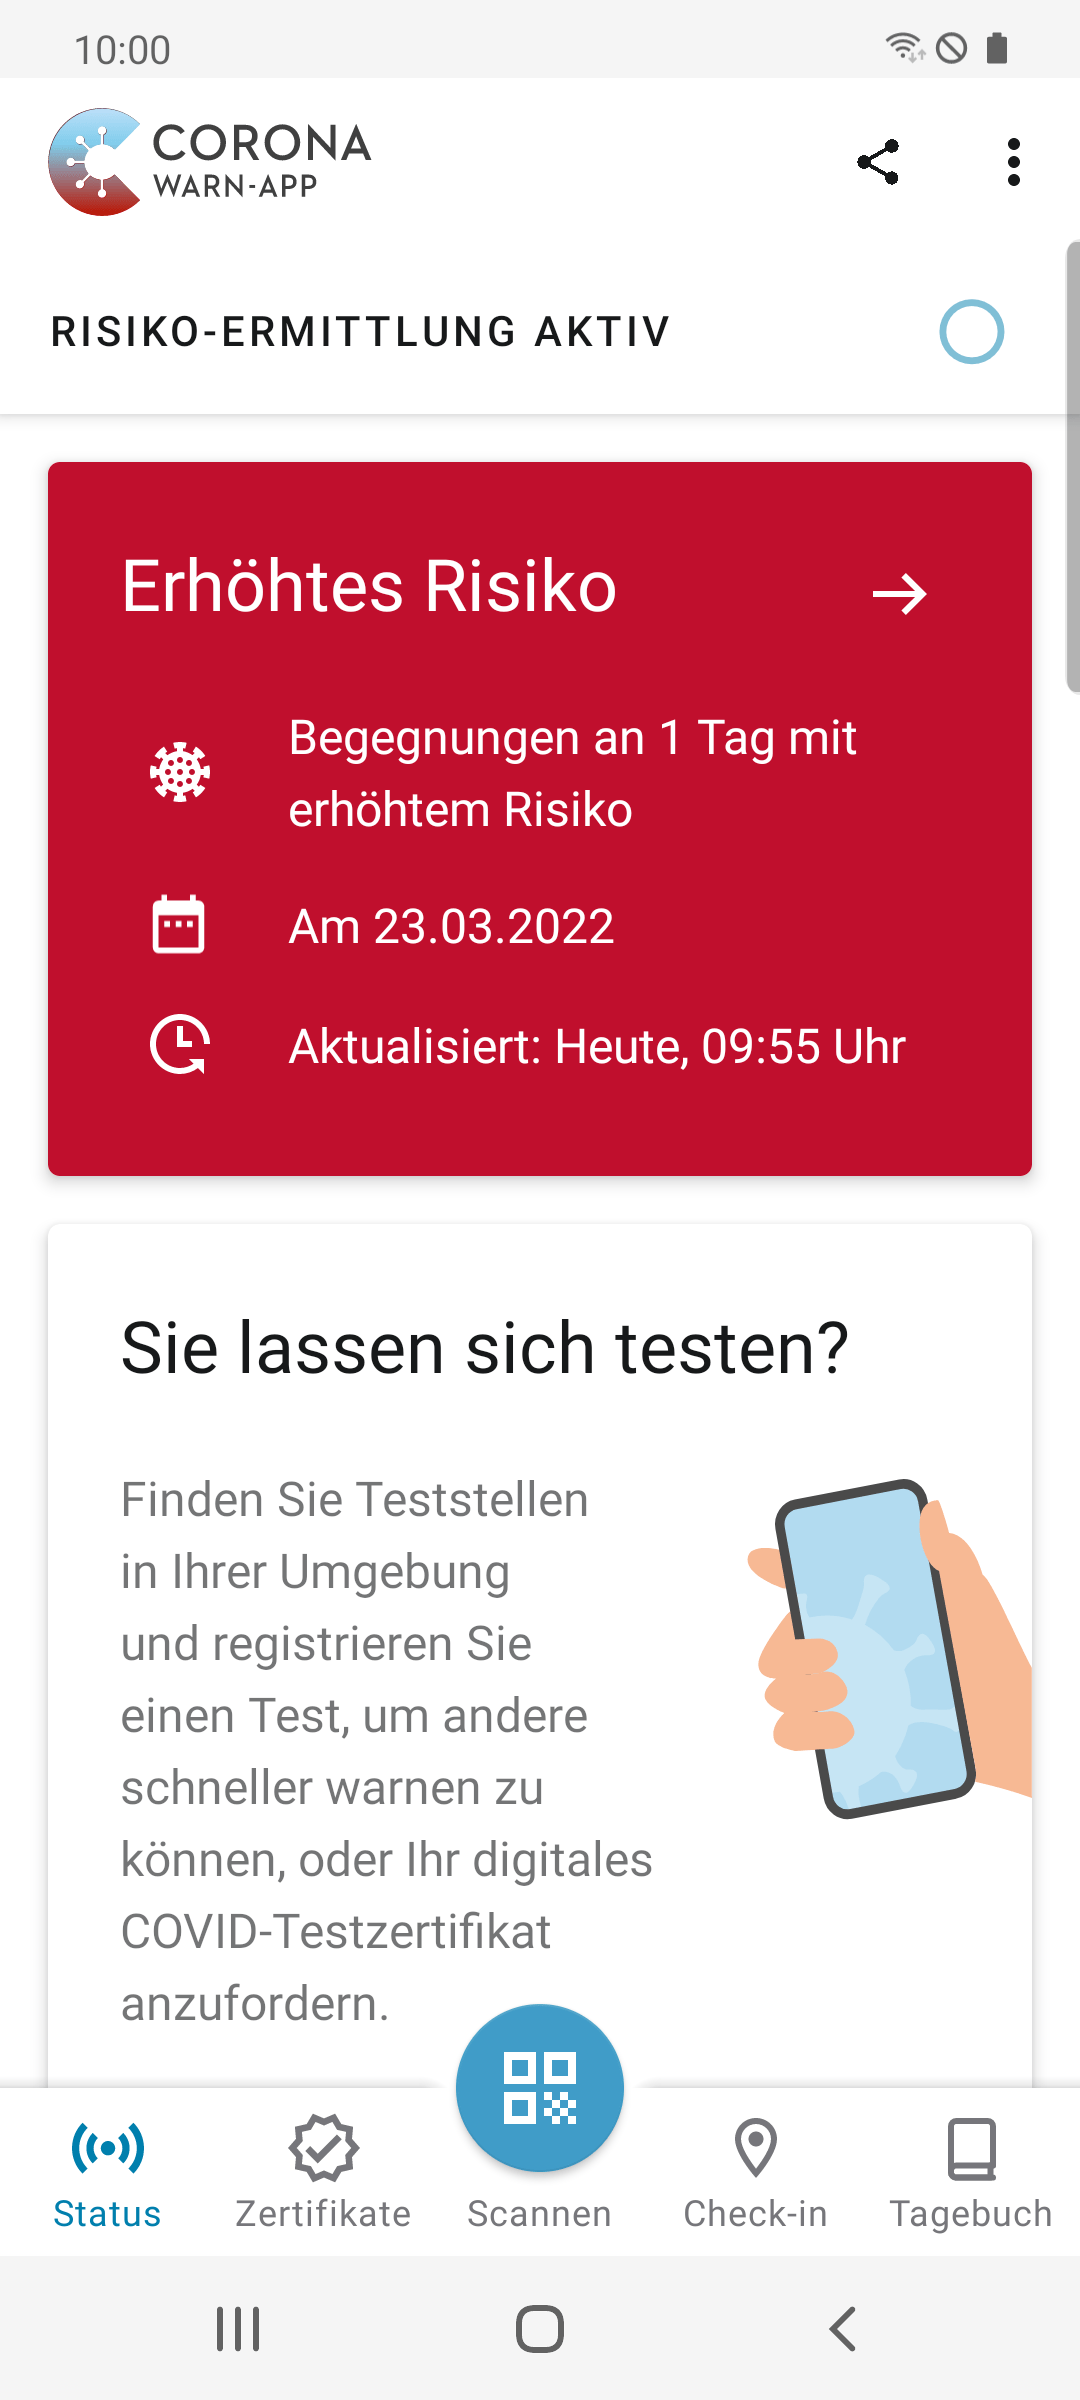 10:00
CORONA
WARN-APP
RISIKO-ERMITTLUNG AKTIV
Erhöhtes Risiko
Begegnungen an 1 Tag mit
erhöhtem Risiko
Am 23.03.2022
Aktualisiert: Heute, 09:55 Uhr
Sie lassen sich testen?
Finden Sie Teststellen
in Ihrer Umgebung
und registrieren Sie
einen Test, um andere
schneller warnen zu
können, oder Ihr digitales
COVID-Testzertifikat
anzufordern.
Status
Zertifikate
Scannen
Check-in
Tagebuch